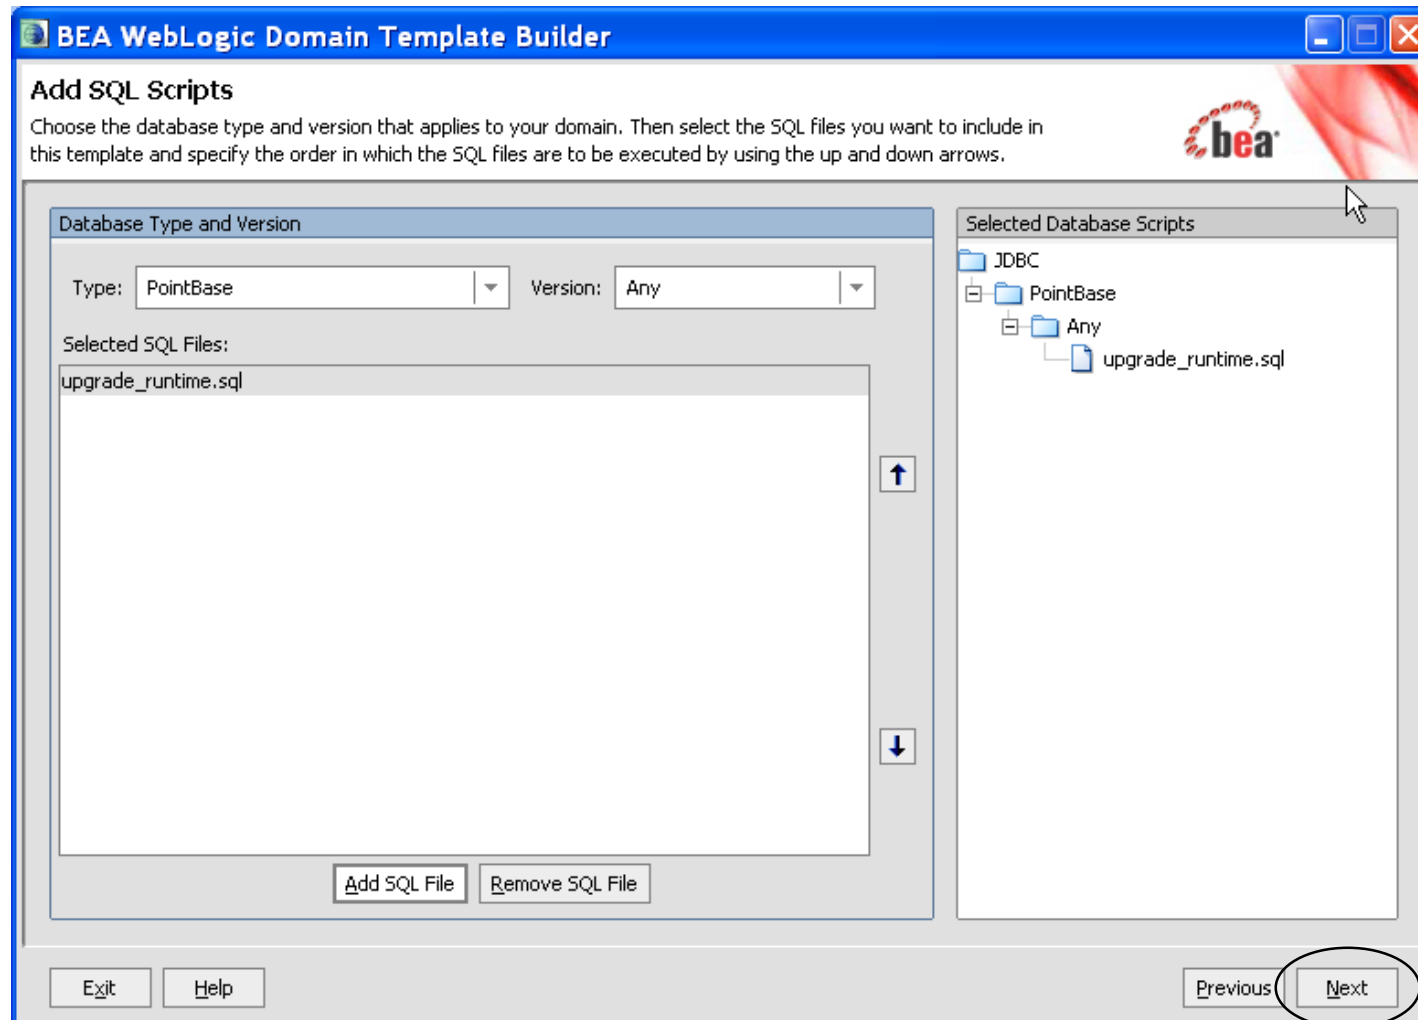 BEA WebLogic Domain Template Builder
Add SQL Scripts
Choose the database type and version that applies to your domain. Then select the SQL files you want to include in
this template and specify the order in which the SQL files are to be executed by using the up and down arrows.
bea
Database Type and Version
Type: PointBase Version: Any
Selected SQL Files:
upgrade_runtime.sql
Add SQL File Remove SQL File
Selected Database Scripts
JDBC
PointBase
Any
upgrade_runtime.sql
Exit Help Previous Next